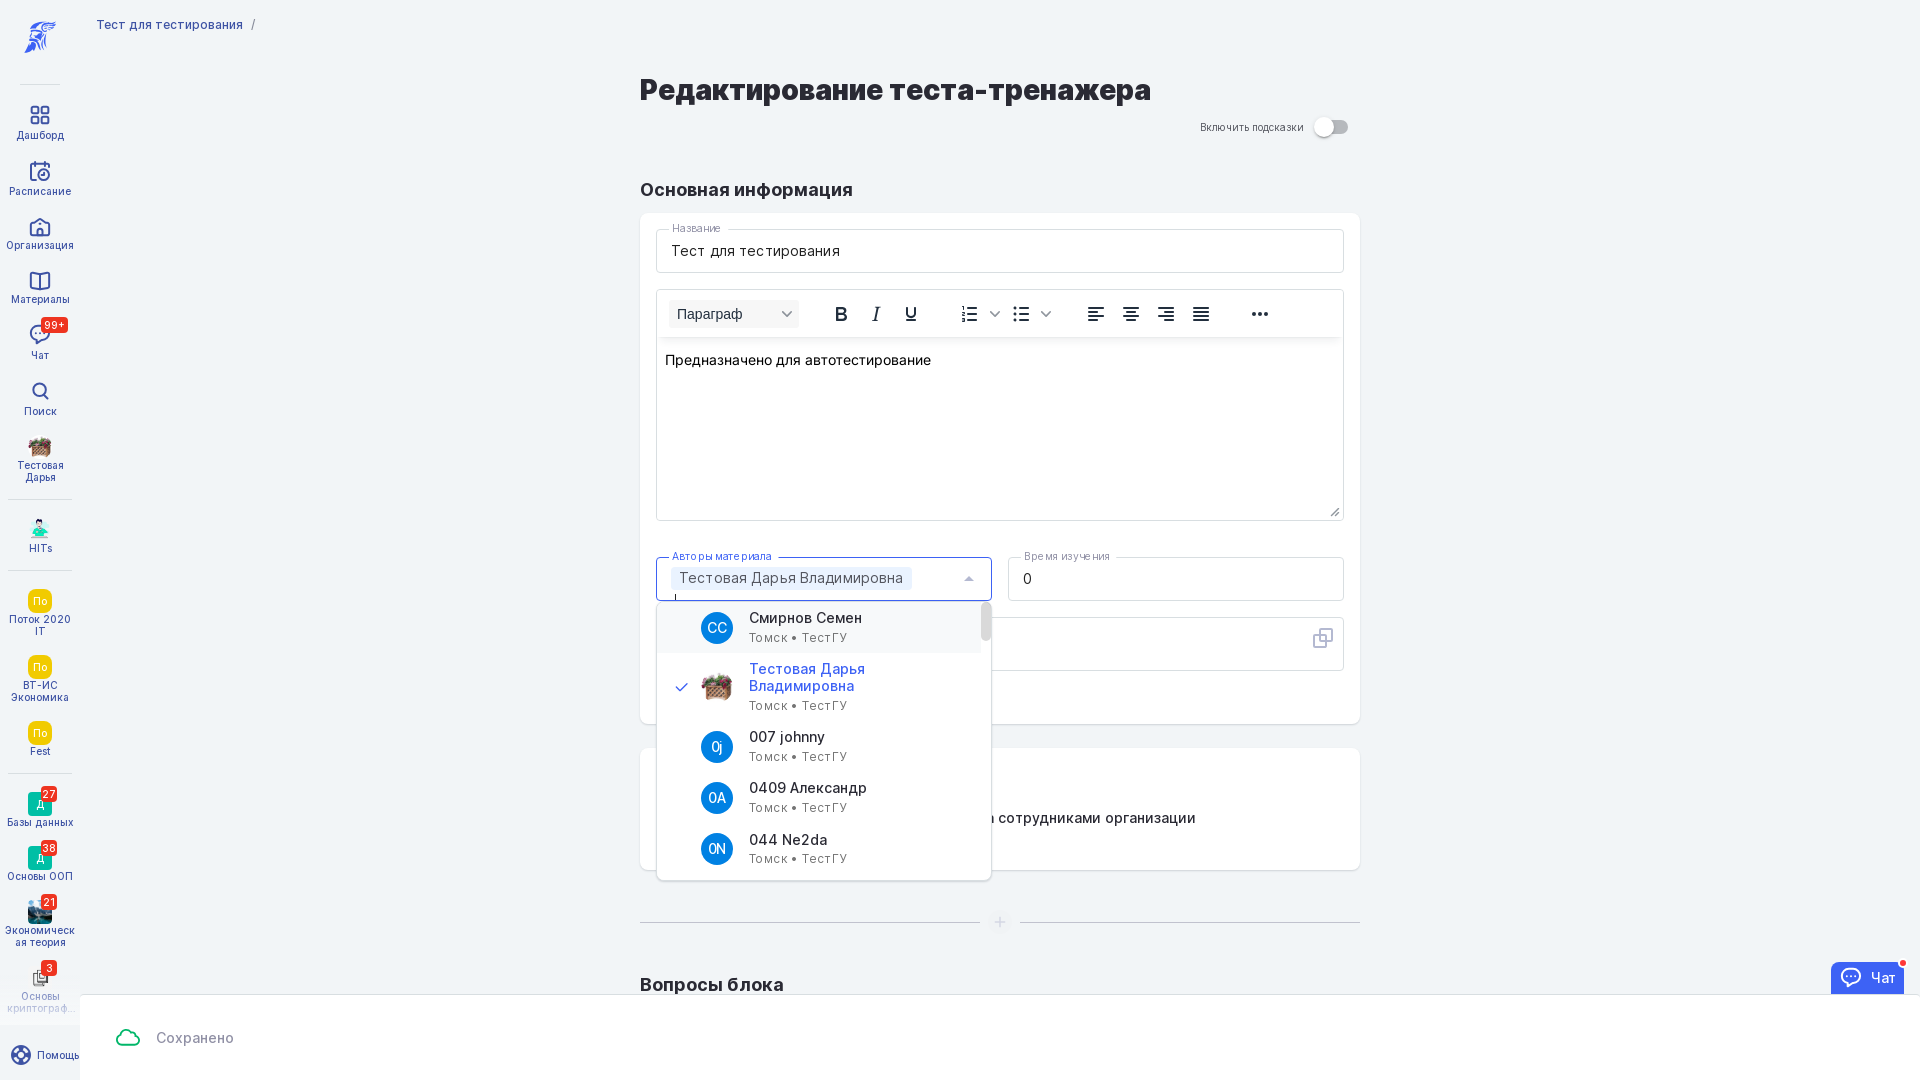 Тест для тестирования /
Дашборд
Расписание
Организация
Материалы
99+
Чат
Поиск
Тестовая
Дарья
HITs
По
Поток 2020
IT
По
ВТ-ИС
Экономика
По
Fest
27
Д
Базы данных
38
Д
Основы ООП
21
Экономическ
ая теория
3
Основы
криптограф...
Помощь
Редактирование теста-тренажера
Включить подсказки
Основная информация
Название
Тест для тестирования
Параграф
Предназначено для автотестирование
Авторы материала
Тестовая Дарья Владимировна
Время изучения
0
СС
Смирнов Семен
Томск • ТестГУ
Тестовая Дарья
Владимировна
Томск • ТестГУ
0j
007 johnny
Томск • ТестГУ
0А
0409 Александр
Томск • ТестГУ
0N
044 Ne2da
Томск • ТестГУ
сотрудниками организации
Вопросы блока
Чат
Сохранено